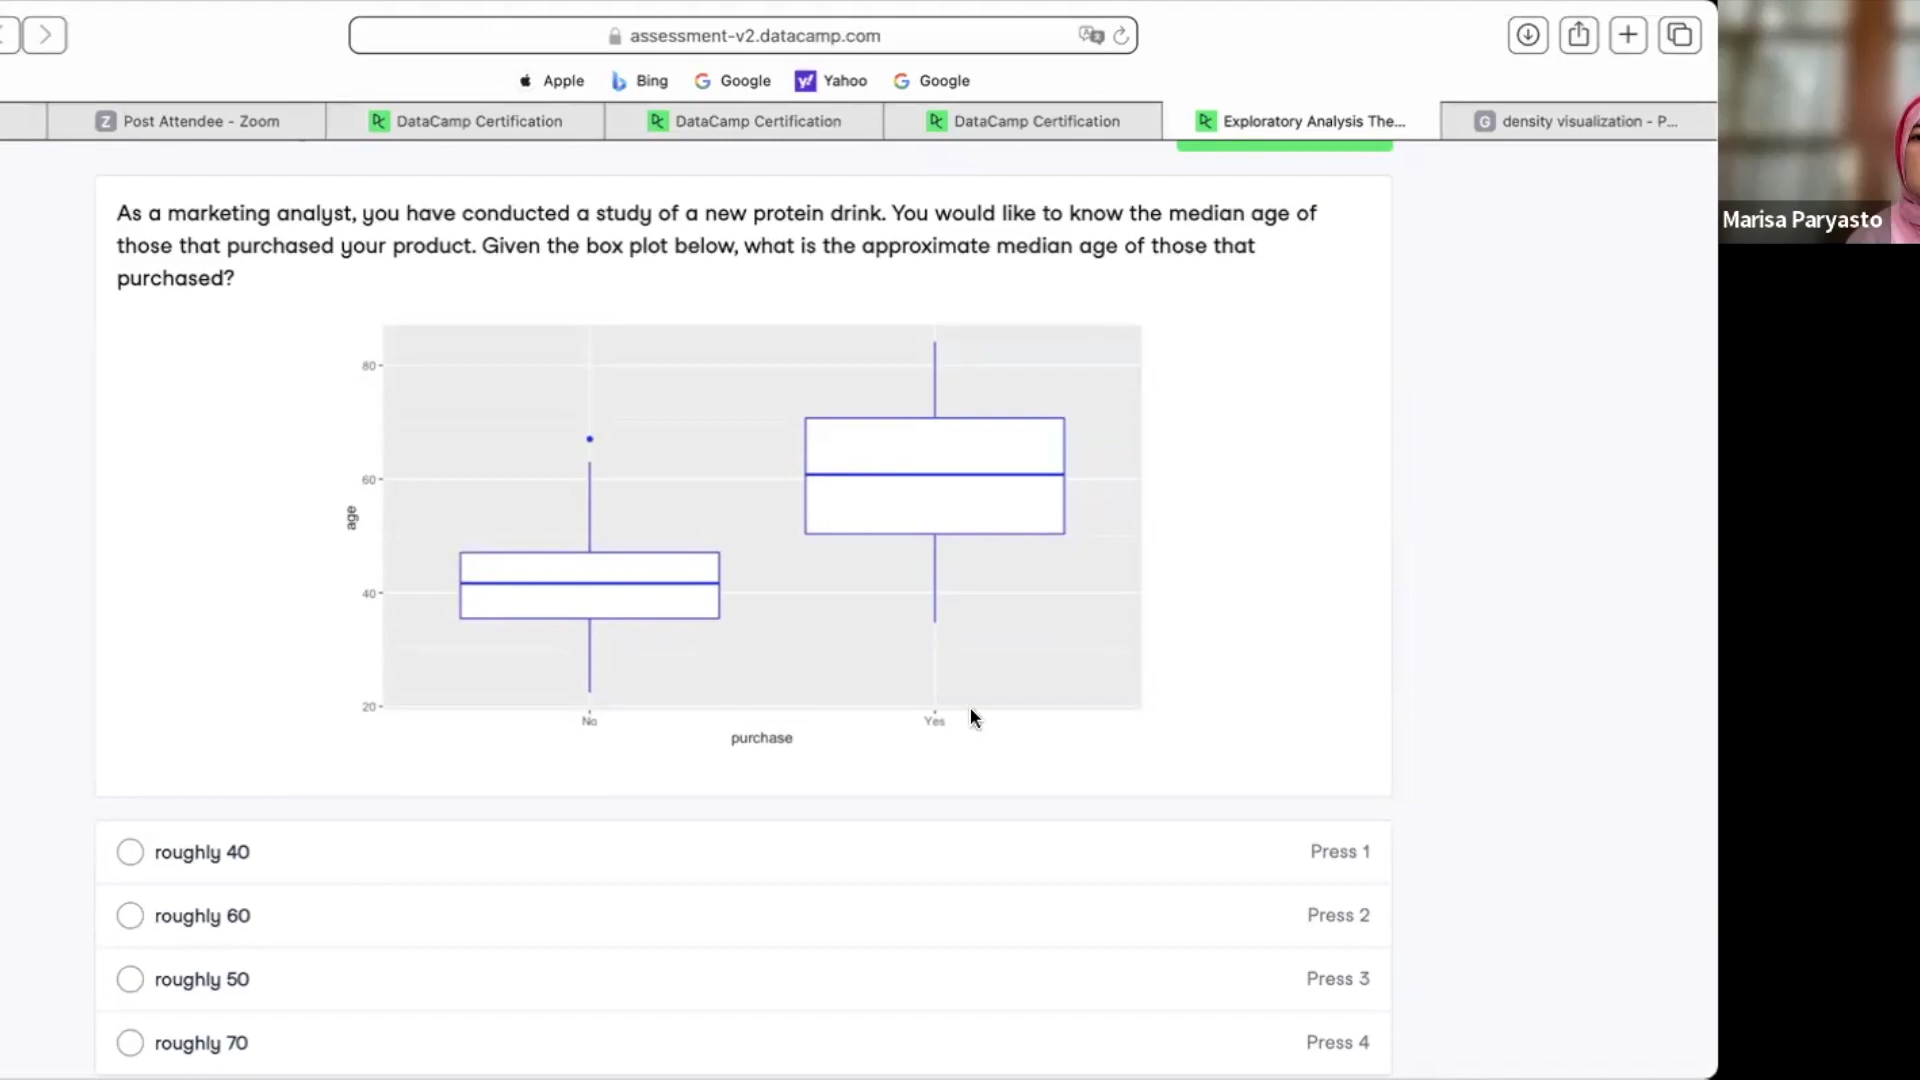 assessment-v2.datacamp.com
Apple
Bing
Google
Yahoo
Google
Post Attendee - Zoom
DataCamp Certification
DataCamp Certification
DataCamp Certification
Exploratory Analysis The...
density visualization - P...
Marisa Paryasto
As a marketing analyst, you have conducted a study of a new protein drink. You would like to know the median age of
those that purchased your product. Given the box plot below, what is the approximate median age of those that
purchased?
80
60
40
20
age
No
Yes
purchase
roughly 40
Press 1
roughly 60
Press 2
roughly 50
Press 3
roughly 70
Press 4